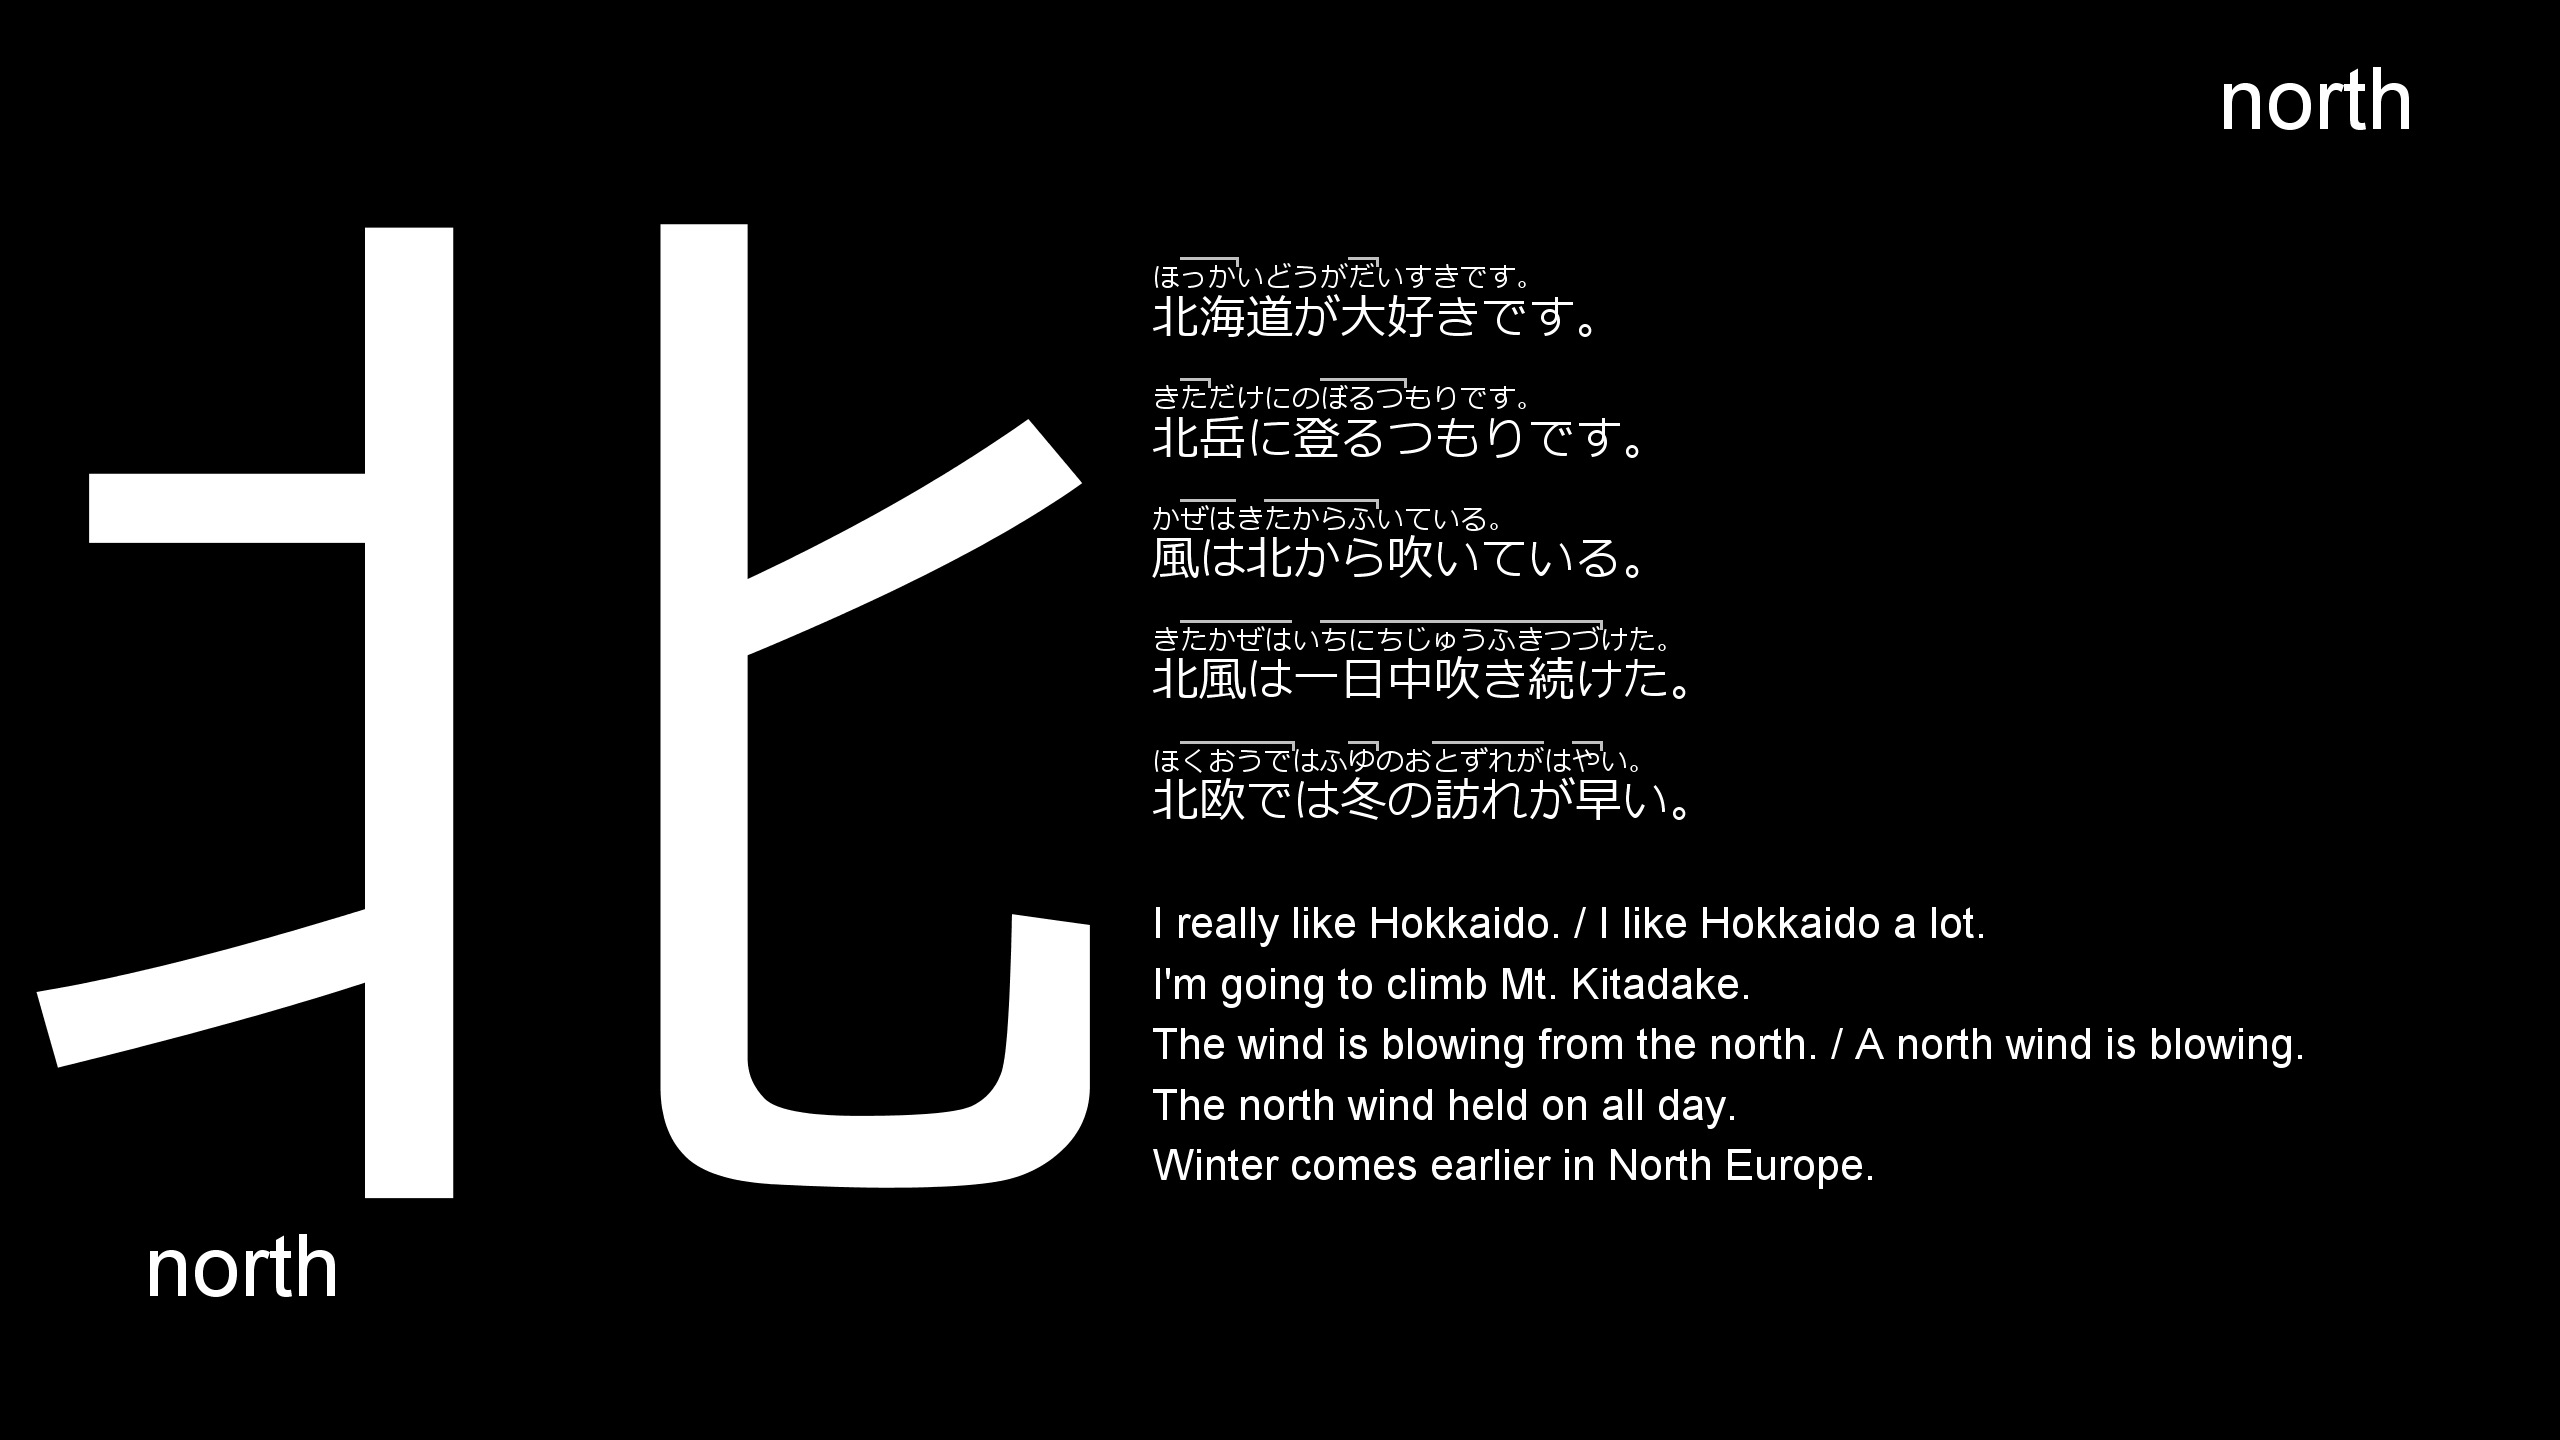 north
北
ほっかいどうがだいすきです。
北海道が大好きです。
きただけにのぼるつもりです。
北岳に登るつもりです。
かぜはきたからふいている。
風は北から吹いている。
きたかぜはいちにちじゅうふきつづけた。
北風は一日中吹き続けた。
ほくおうではふゆのおとずれがはやい。
北欧では冬の訪れが早い。
I really like Hokkaido. / I like Hokkaido a lot.
I'm going to climb Mt. Kitadake.
The wind is blowing from the north. / A north wind is blowing.
The north wind held on all day.
Winter comes earlier in North Europe.
north